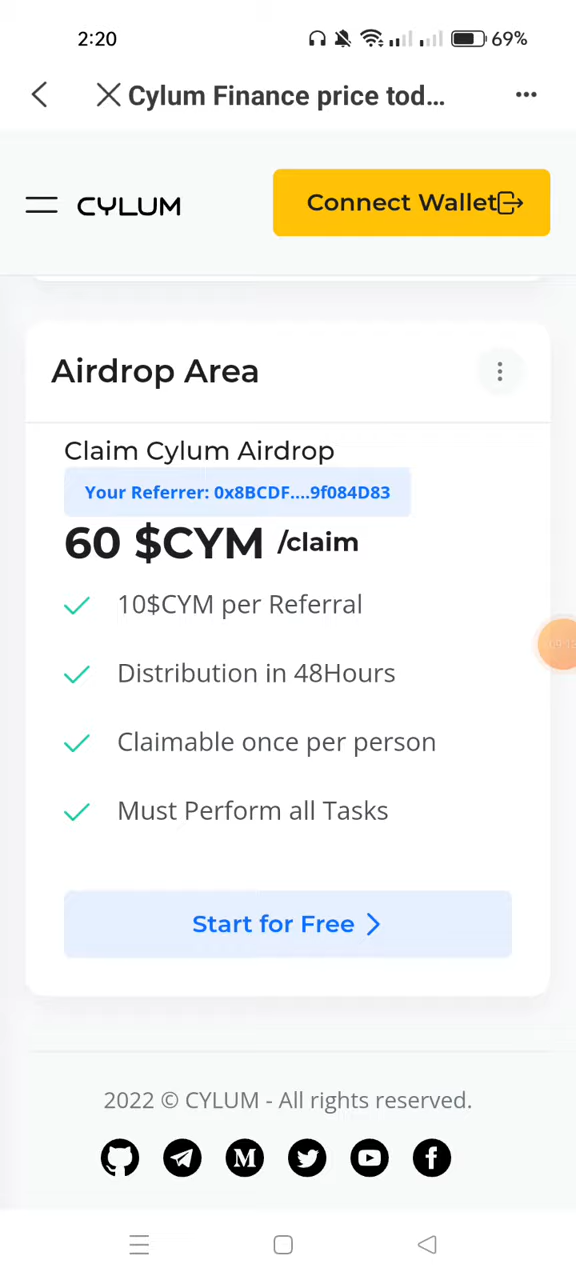 2:20
69%
Cylum Finance price tod...
CYLUM
Connect Wallet
Airdrop Area
Claim Cylum Airdrop
Your Referrer: 0x8BCDF....9f084D83
60 $CYM /claim
10$CYM per Referral
Distribution in 48Hours
Claimable once per person
Must Perform all Tasks
Start for Free
2022 © CYLUM - All rights reserved.